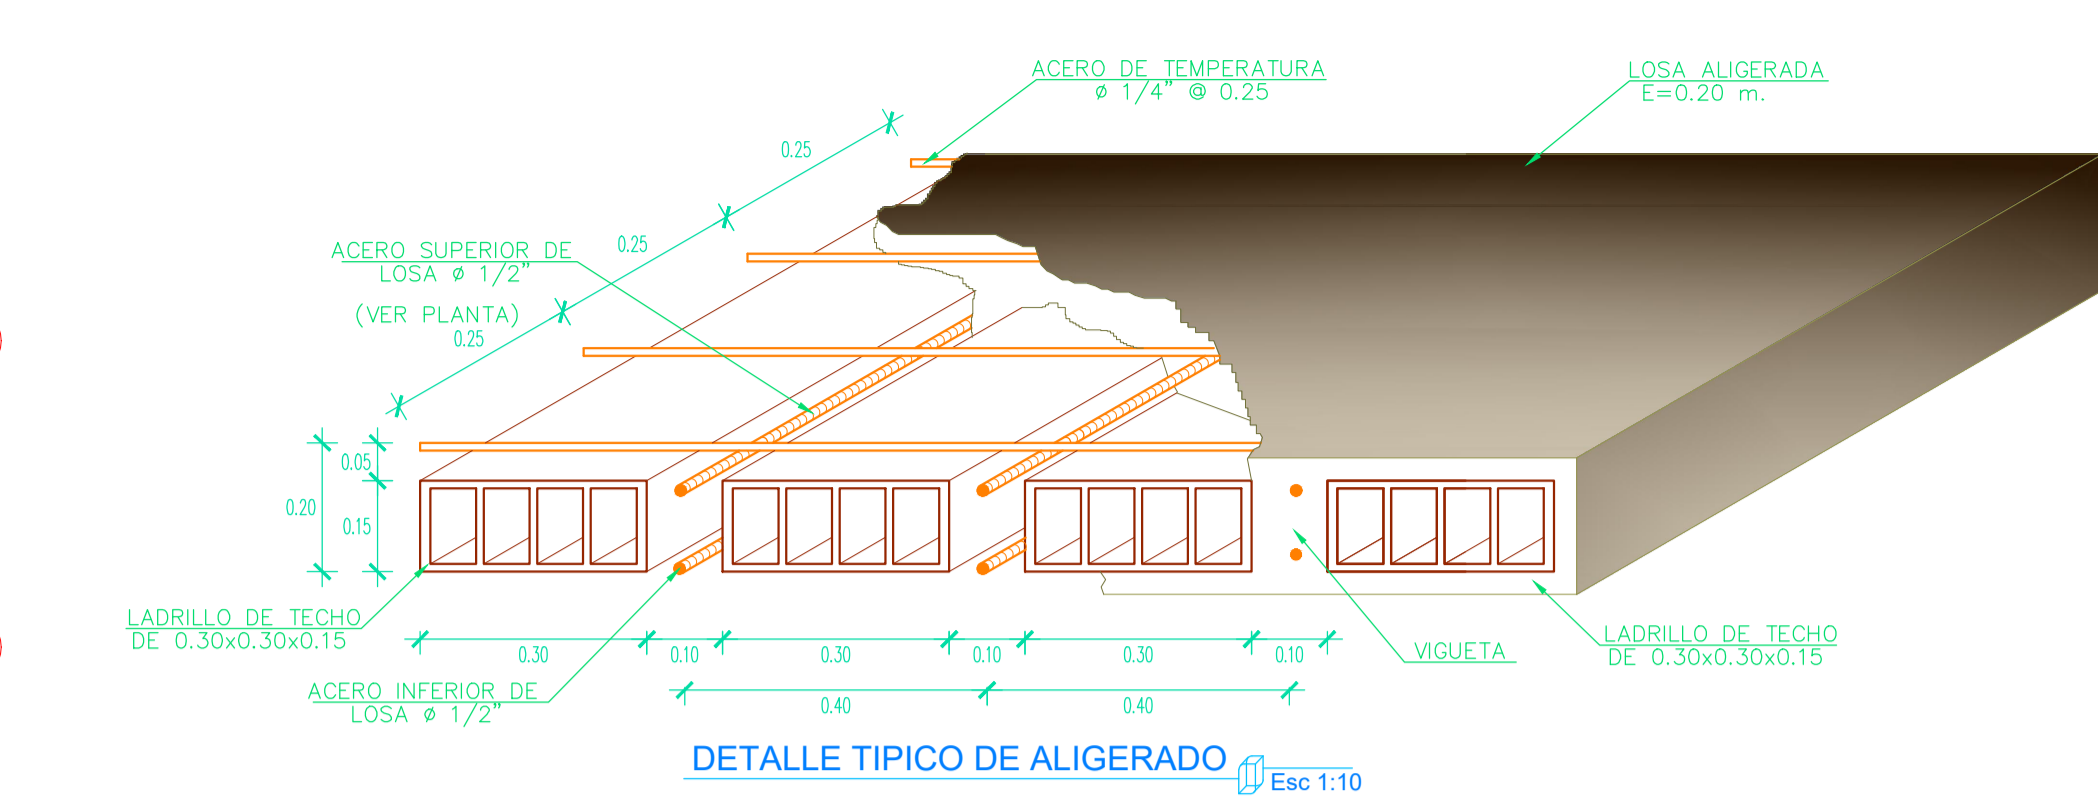 ACERO DE TEMPERATURA
ø 1/4" @ 0.25
LOSA ALIGERADA
E=0.20 m.
0.25
0.25
ACERO SUPERIOR DE
LOSA ø 1/2"
(VER PLANTA)
0.25
0.05
0.20
0.15
LADRILLO DE TECHO
DE 0.30x0.30x0.15
0.30
0.10
0.30
0.10
0.30
0.10
VIGUETA
LADRILLO DE TECHO
DE 0.30x0.30x0.15
ACERO INFERIOR DE
LOSA ø 1/2"
0.40
0.40
DETALLE TIPICO DE ALIGERADO
Esc 1:10